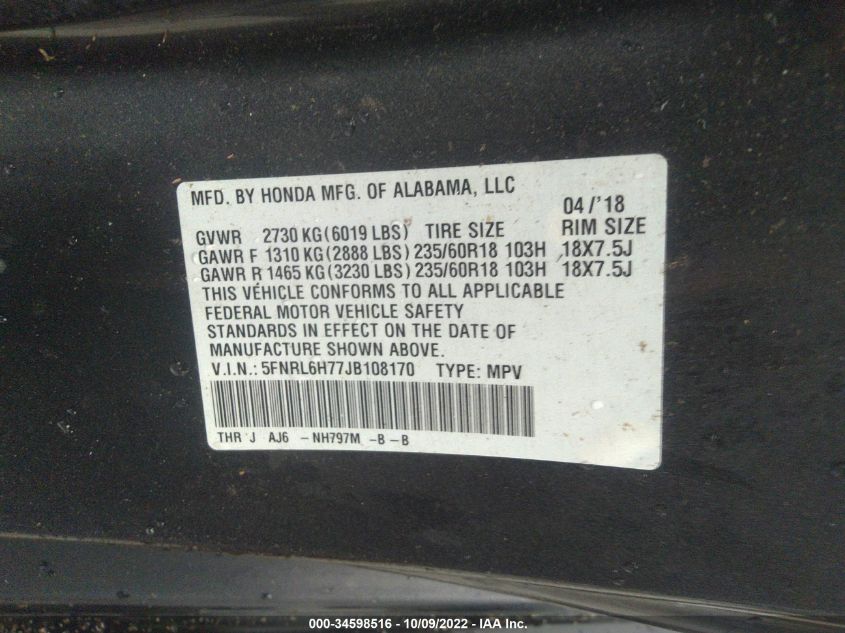 MFD. BY HONDA MFG. OF ALABAMA, LLC
04/'18
GVWR 2730 KG(6019 LBS) TIRE SIZE RIM SIZE
GAWR F 1310 KG(2888 LBS) 235/60R18 103H 18X7.5J
GAWR R 1465 KG(3230 LBS) 235/60R18 103H 18X7.5J
THIS VEHICLE CONFORMS TO ALL APPLICABLE
FEDERAL MOTOR VEHICLE SAFETY
STANDARDS IN EFFECT ON THE DATE OF
MANUFACTURE SHOWN ABOVE.
V.I.N.: 5FNRL6H77JB108170 TYPE: MPV
THR J AJ6 - NH797M -B - B
000-34598516 - 10/09/2022 - IAA Inc.